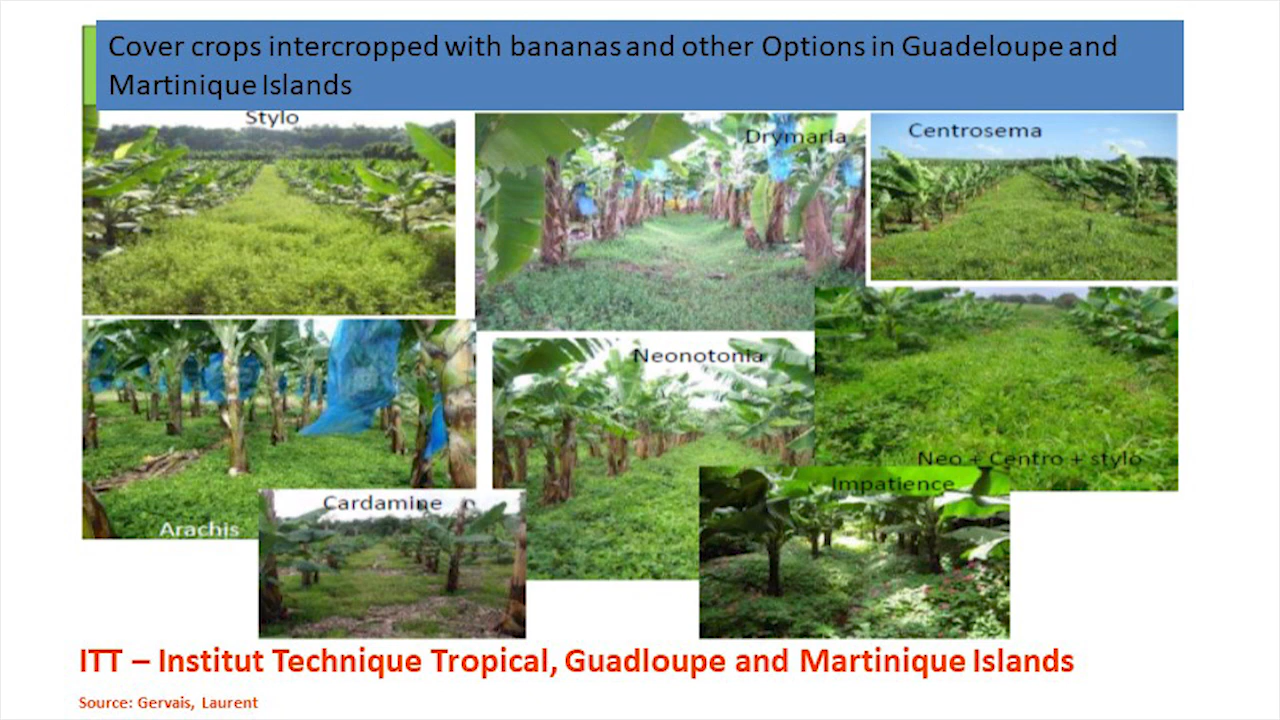 Cover crops intercropped with bananas and other Options in Guadeloupe and
Martinique Islands
Stylo
Drymaria
Centrosema
Neonotonia
Neo + Centro + stylo
Impatience
Cardamine
Arachis
ITT – Institut Technique Tropical, Guadloupe and Martinique Islands
Source: Gervais, Laurent